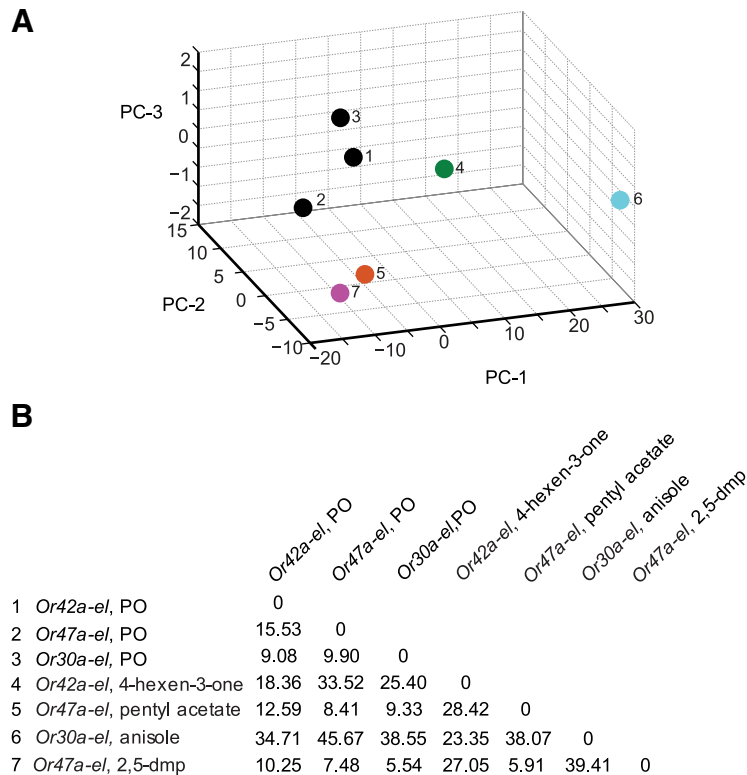 A
PC-3
2
1
0
−1
−2
15
10
5
0
−5
−10
PC-2
−20
−10
0
10
20
30
PC-1
3
1
2
4
6
5
7
B
Or42a-el, PO
Or47a-el, PO
Or30a-el,PO
Or42a-el, 4-hexen-3-one
Or47a-el, pentyl acetate
Or30a-el, anisole
Or47a-el, 2,5-dmp
1 Or42a-el, PO 0
2 Or47a-el, PO 15.53 0
3 Or30a-el, PO 9.08 9.90 0
4 Or42a-el, 4-hexen-3-one 18.36 33.52 25.40 0
5 Or47a-el, pentyl acetate 12.59 8.41 9.33 28.42 0
6 Or30a-el, anisole 34.71 45.67 38.55 23.35 38.07 0
7 Or47a-el, 2,5-dmp 10.25 7.48 5.54 27.05 5.91 39.41 0